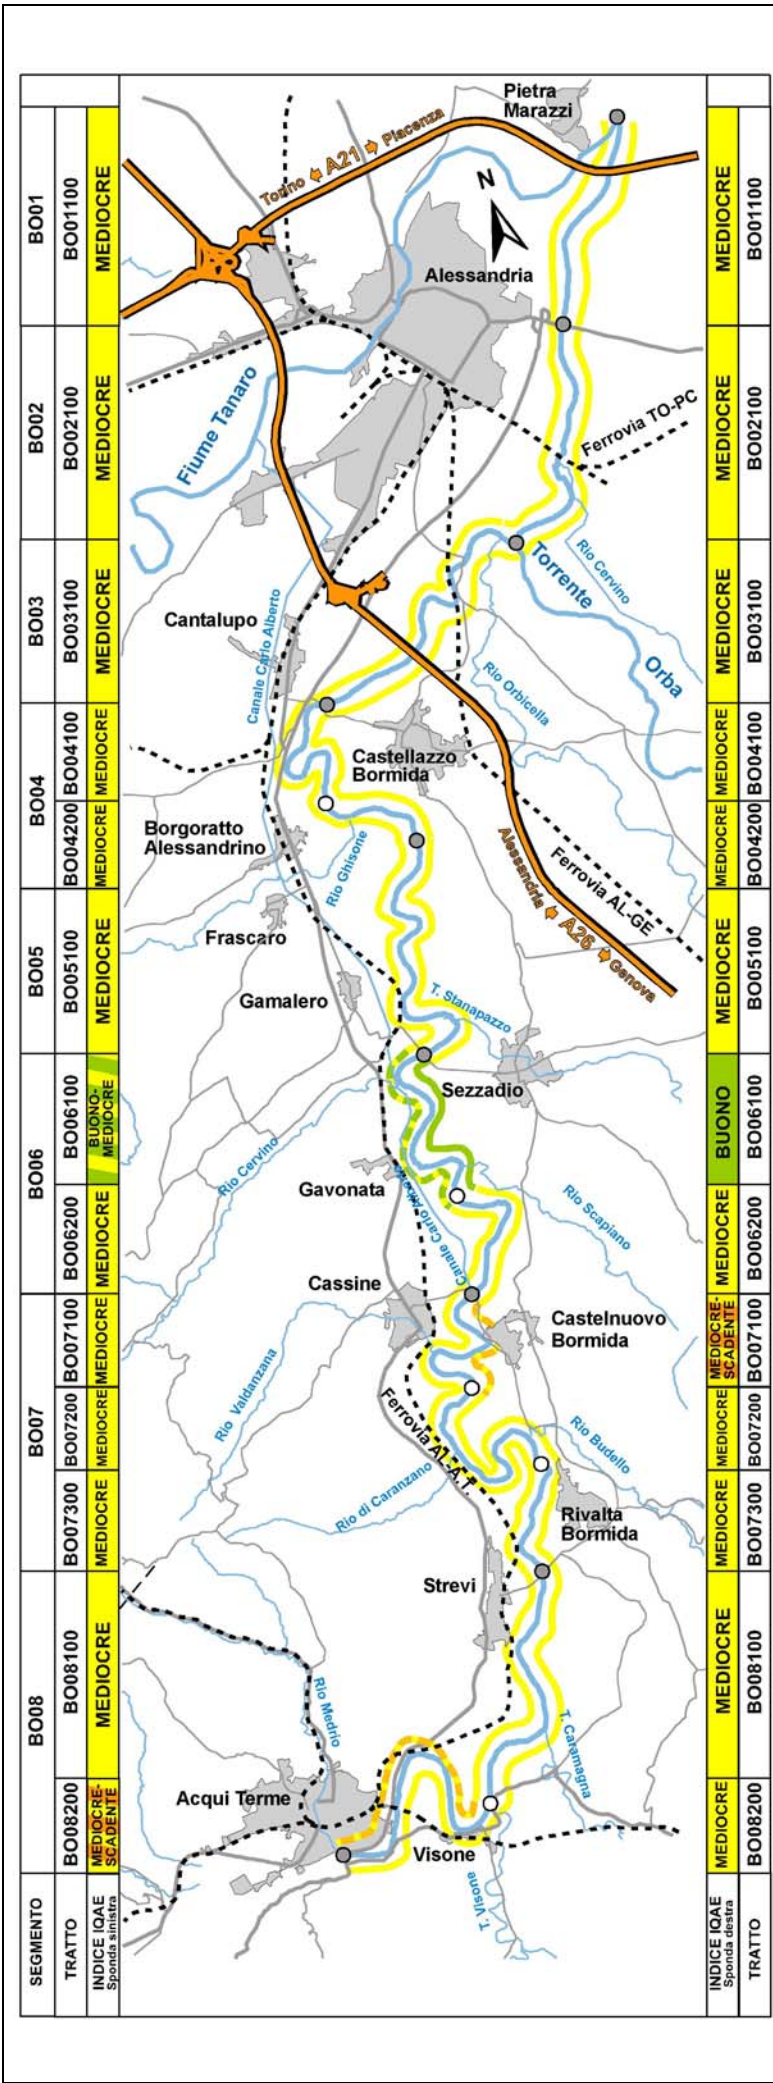 SEGMENTO
BO08
BO07
BO06
BO05
BO04
BO03
BO02
BO01
TRATTO
BO08200
BO08100
BO07300
BO07200
BO07100
BO06200
BO06100
BO05100
BO04200
BO04100
BO03100
BO02100
BO01100
INDICE IQAE
Sponda sinistra
MEDIOCRE-
SCADENTE
MEDIOCRE
MEDIOCRE
MEDIOCRE
MEDIOCRE
MEDIOCRE
BUONO-
MEDIOCRE
MEDIOCRE
MEDIOCRE
MEDIOCRE
MEDIOCRE
MEDIOCRE
MEDIOCRE
Pietra
Marazzi
Torino A21 Piacenza
N
Alessandria
Fiume Tanaro
Ferrovia TO-PC
Rio Cervino
Torrente
Orba
Cantalupo
Canale Carlo Alberto
Rio Orbicella
Castellazzo
Bormida
Borgoratto
Alessandrino
Rio Ghisone
Ferrovia AL-GE
Alessandria A26 Genova
Frascaro
Gamalero
T. Stanapazzo
Sezzadio
Rio Cervino
Gavonata
Canale Carlo Alberto
Rio Scapiano
Cassine
Castelnuovo
Bormida
Rio Valdanzana
Ferrovia AL-A.T.
Rio Budello
Rio di Caranzano
Rivalta
Bormida
Strevi
Rio Medrio
T. Caramagna
Acqui Terme
Visone
T. Visone
INDICE IQAE
Sponda destra
MEDIOCRE
MEDIOCRE
MEDIOCRE
MEDIOCRE
MEDIOCRE-
SCADENTE
MEDIOCRE
BUONO
MEDIOCRE
MEDIOCRE
MEDIOCRE
MEDIOCRE
MEDIOCRE
MEDIOCRE
TRATTO
BO08200
BO08100
BO07300
BO07200
BO07100
BO06200
BO06100
BO05100
BO04200
BO04100
BO03100
BO02100
BO01100